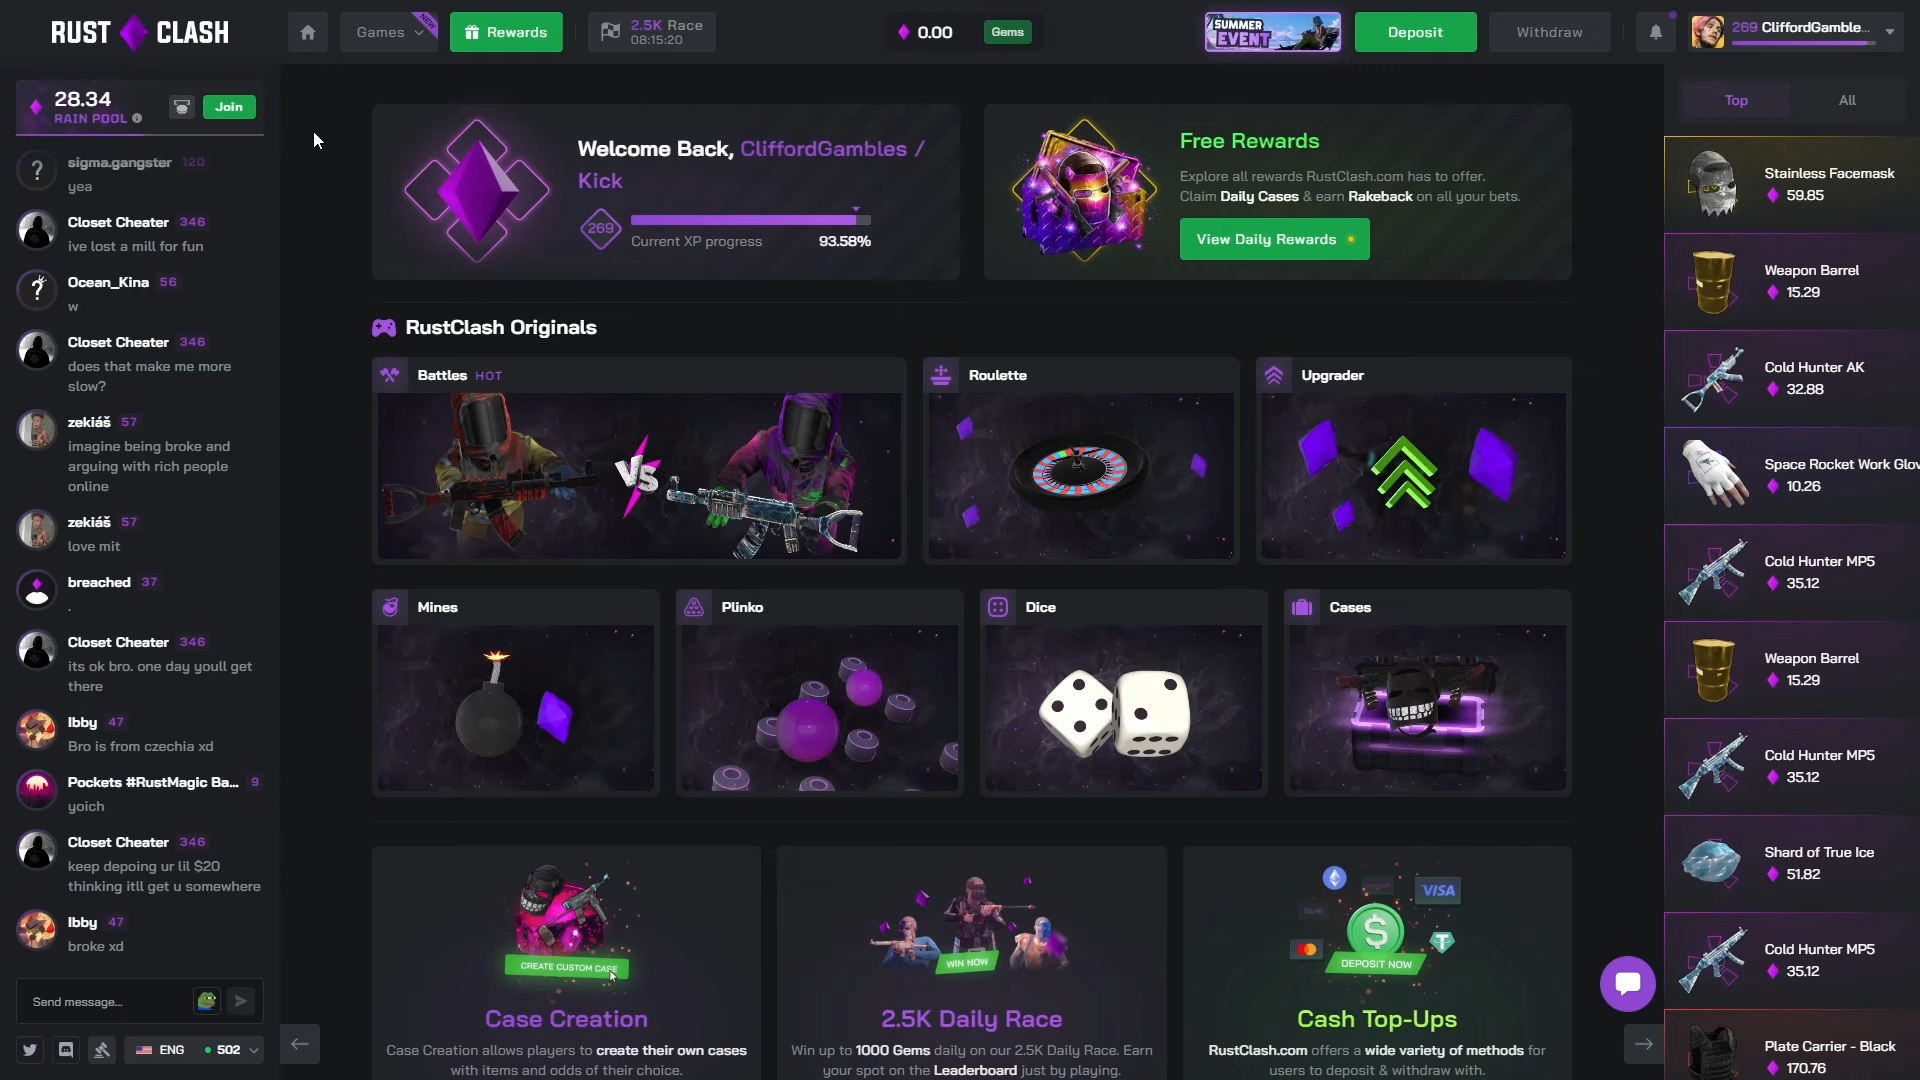 RUST CLASH
Games
NEW
Rewards
2.5K Race
08:15:20
0.00
Gems
SUMMER
EVENT
Deposit
Withdraw
269 CliffordGamble...
28.34
RAIN POOL
Join
sigma.gangster 120
yea
Closet Cheater 346
ive lost a mill for fun
Ocean_Kina 56
w
Closet Cheater 346
does that make me more
slow?
zekiáš 57
imagine being broke and
arguing with rich people
online
zekiáš 57
love mit
breached 37
.
Closet Cheater 346
its ok bro. one day youll get
there
Ibby 47
Bro is from czechia xd
Pockets #RustMagic Ba... 9
yoich
Closet Cheater 346
keep depoing ur lil $20
thinking itll get u somewhere
Ibby 47
broke xd
Send message...
ENG
502
Welcome Back, CliffordGambles /
Kick
269
Current XP progress 93.58%
Free Rewards
Explore all rewards RustClash.com has to offer.
Claim Daily Cases & earn Rakeback on all your bets.
View Daily Rewards
RustClash Originals
Battles HOT
VS
Roulette
Upgrader
Mines
Plinko
Dice
Cases
CREATE CUSTOM CASE
Case Creation
Case Creation allows players to create their own cases
with items and odds of their choice.
WIN NOW
2.5K Daily Race
Win up to 1000 Gems daily on our 2.5K Daily Race. Earn
your spot on the Leaderboard just by playing.
VISA
Skrill
DEPOSIT NOW
Cash Top-Ups
RustClash.com offers a wide variety of methods for
users to deposit & withdraw with.
Top
All
Stainless Facemask
59.85
Weapon Barrel
15.29
Cold Hunter AK
32.88
Space Rocket Work Glov
10.26
Cold Hunter MP5
35.12
Weapon Barrel
15.29
Cold Hunter MP5
35.12
Shard of True Ice
51.82
Cold Hunter MP5
35.12
Plate Carrier - Black
170.76